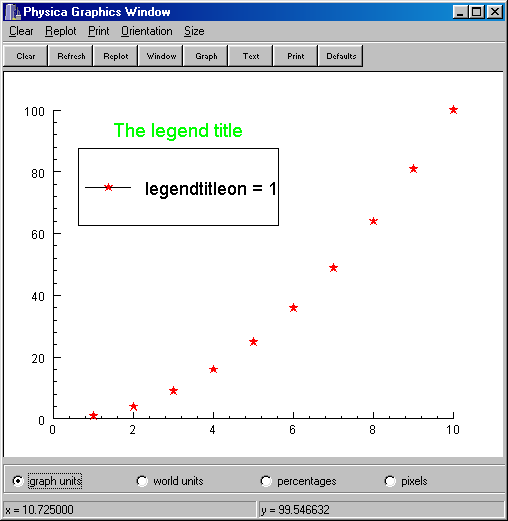 Physica Graphics Window
Clear Replot Print Orientation Size
Clear Refresh Replot Window Graph Text Print Defaults
The legend title
legendtitleon = 1
100
80
60
40
20
0
0 2 4 6 8 10
graph units world units percentages pixels
x = 10.725000 y = 99.546632